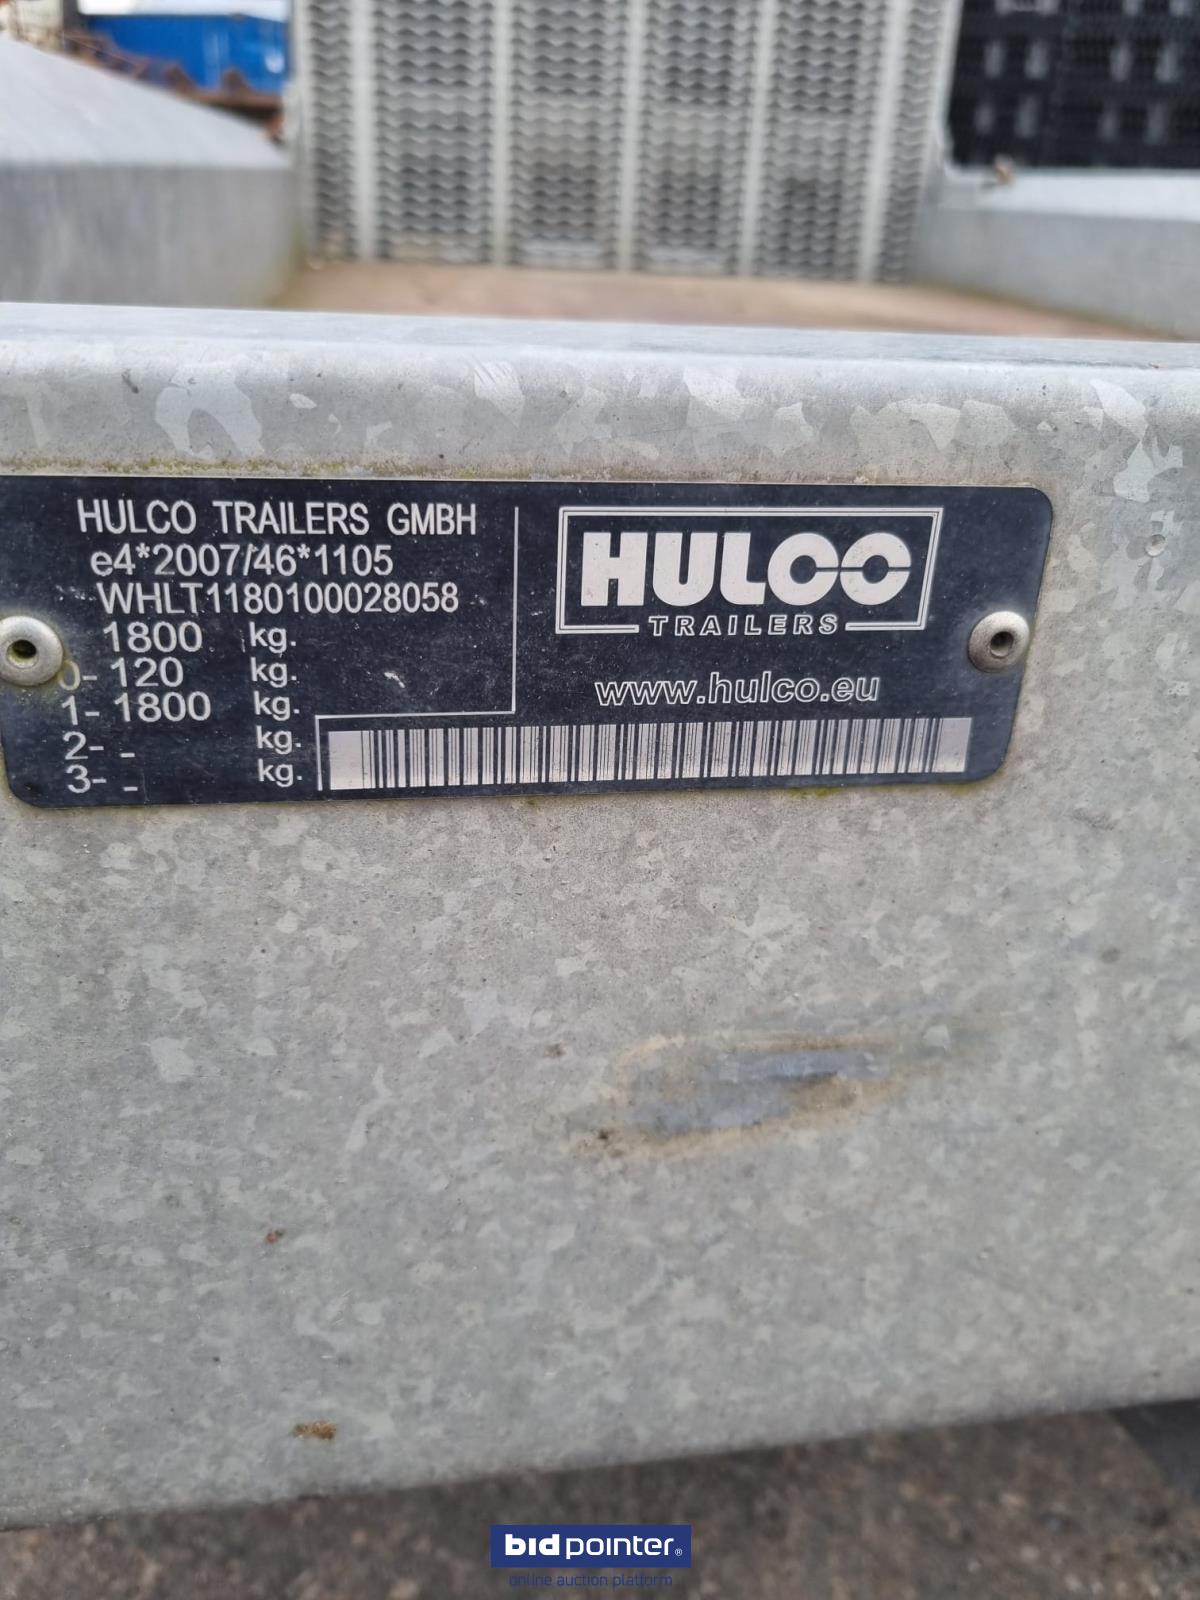 HULCO TRAILERS GMBH
e4*2007/46*1105
WHLT1180100028058
1800 kg.
0- 120 kg.
1- 1800 kg.
2- - kg.
3- - kg.
HULCO
TRAILERS
www.hulco.eu
bidpointer®
online auction platform